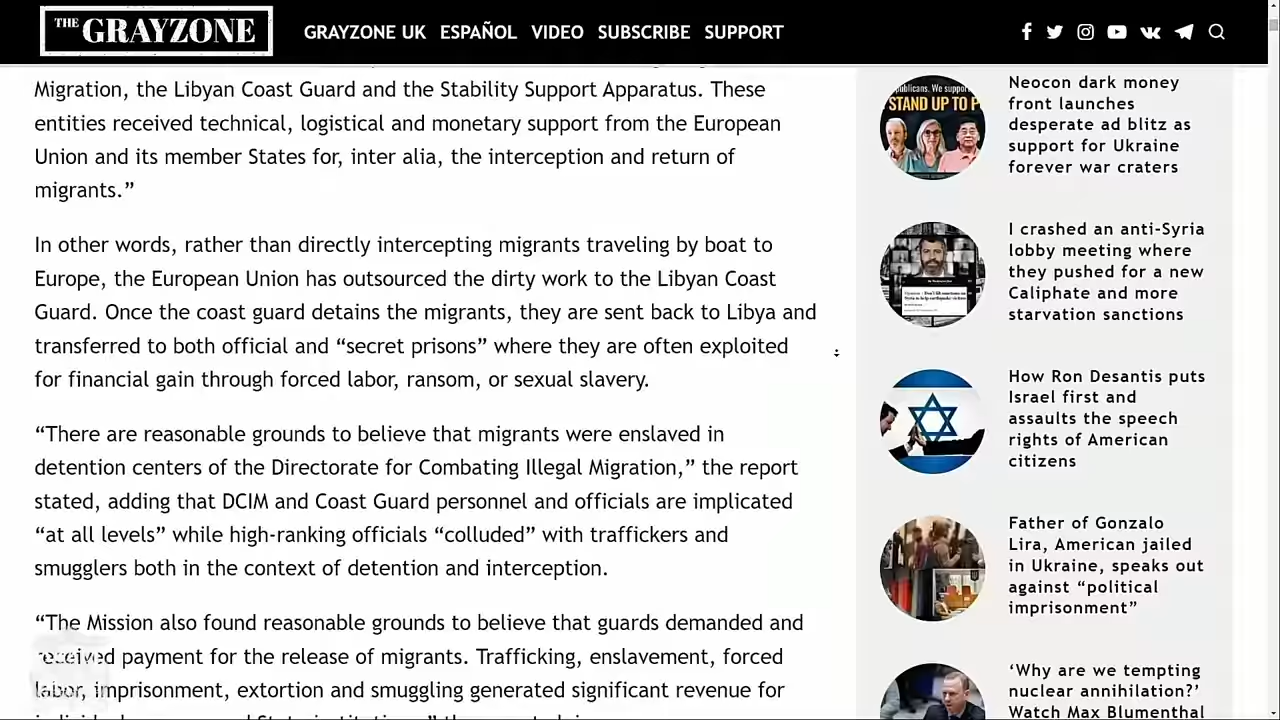 THE GRAYZONE
GRAYZONE UK ESPAÑOL VIDEO SUBSCRIBE SUPPORT
Migration, the Libyan Coast Guard and the Stability Support Apparatus. These
entities received technical, logistical and monetary support from the European
Union and its member States for, inter alia, the interception and return of
migrants.”
In other words, rather than directly intercepting migrants traveling by boat to
Europe, the European Union has outsourced the dirty work to the Libyan Coast
Guard. Once the coast guard detains the migrants, they are sent back to Libya and
transferred to both official and “secret prisons” where they are often exploited
for financial gain through forced labor, ransom, or sexual slavery.
“There are reasonable grounds to believe that migrants were enslaved in
detention centers of the Directorate for Combating Illegal Migration,” the report
stated, adding that DCIM and Coast Guard personnel and officials are implicated
“at all levels” while high-ranking officials “colluded” with traffickers and
smugglers both in the context of detention and interception.
“The Mission also found reasonable grounds to believe that guards demanded and
received payment for the release of migrants. Trafficking, enslavement, forced
labor, imprisonment, extortion and smuggling generated significant revenue for
STAND UP TO P
Neocon dark money
front launches
desperate ad blitz as
support for Ukraine
forever war craters
I crashed an anti-Syria
lobby meeting where
they pushed for a new
Caliphate and more
starvation sanctions
How Ron Desantis puts
Israel first and
assaults the speech
rights of American
citizens
Father of Gonzalo
Lira, American jailed
in Ukraine, speaks out
against “political
imprisonment”
‘Why are we tempting
nuclear annihilation?’
Watch Max Blumenthal